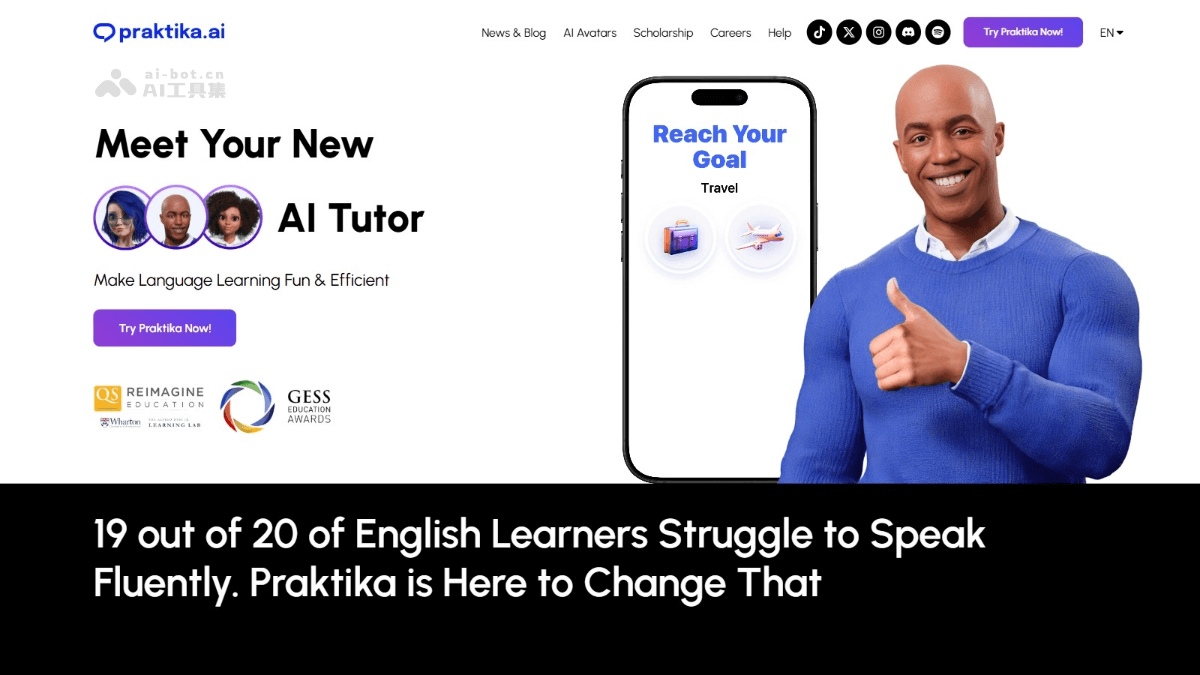 praktika.ai
News & Blog
AI Avatars
Scholarship
Careers
Help
Try Praktika Now!
EN
ai-bot.cn
AI工具集
Meet Your New
AI Tutor
Make Language Learning Fun & Efficient
Try Praktika Now!
QS REIMAGINE
EDUCATION
Wharton
LEARNING LAB
GESS
EDUCATION
AWARDS
Reach Your
Goal
Travel
19 out of 20 of English Learners Struggle to Speak
Fluently. Praktika is Here to Change That